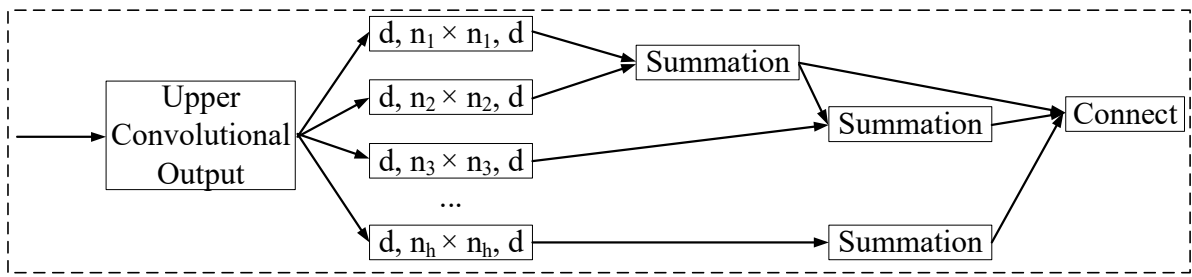 Upper
Convolutional
Output
d, n₁ × n₁, d
d, n₂ × n₂, d
d, n₃ × n₃, d
...
d, nₕ × nₕ, d
Summation
Summation
Summation
Connect